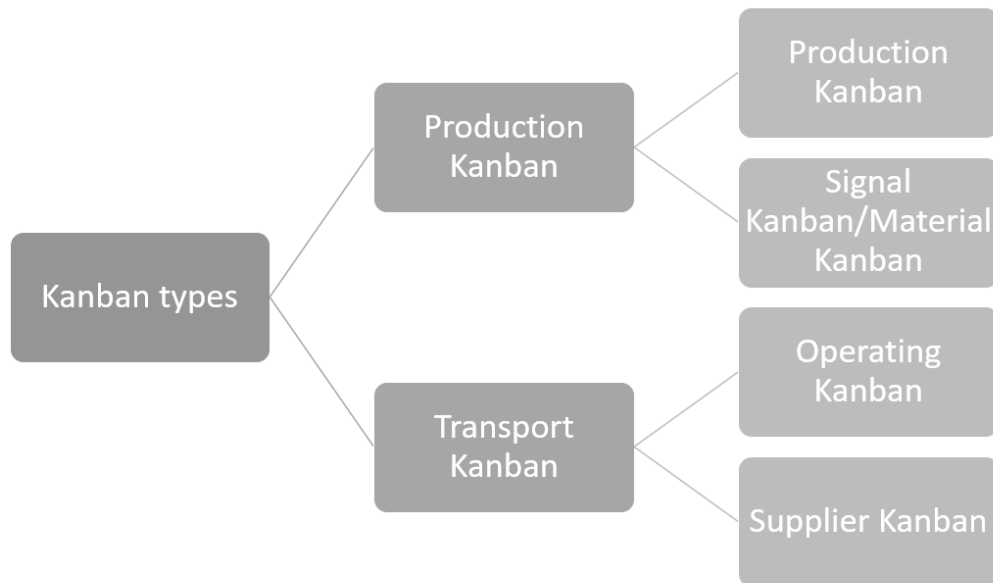 Kanban types
Production
Kanban
Transport
Kanban
Production
Kanban
Signal
Kanban/Material
Kanban
Operating
Kanban
Supplier Kanban